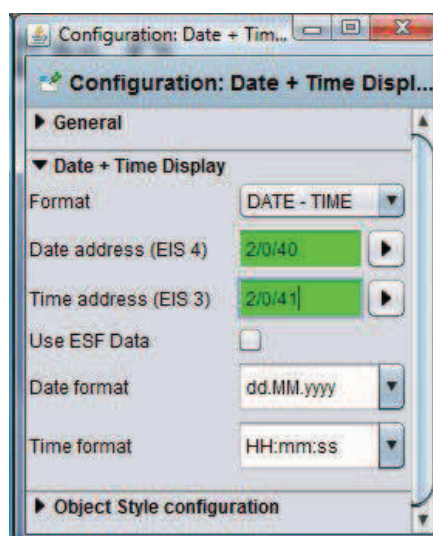 Configuration: Date + Tim...
Configuration: Date + Time Displ...
General
Date + Time Display
Format DATE - TIME
Date address (EIS 4) 2/0/40
Time address (EIS 3) 2/0/41
Use ESF Data
Date format dd.MM.yyyy
Time format HH:mm:ss
Object Style configuration